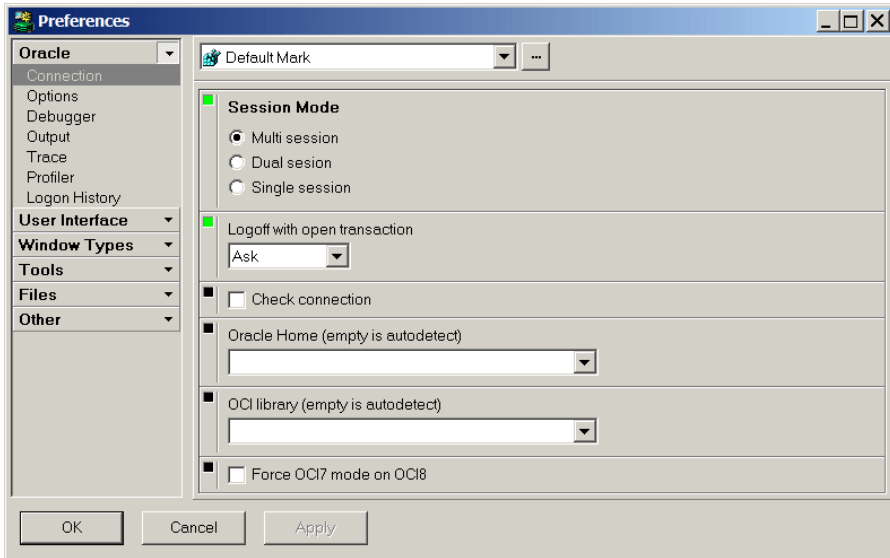 Preferences
Oracle
Connection
Options
Debugger
Output
Trace
Profiler
Logon History
User Interface
Window Types
Tools
Files
Other
Default Mark
...
Session Mode
Multi session
Dual sesion
Single session
Logoff with open transaction
Ask
Check connection
Oracle Home (empty is autodetect)
OCI library (empty is autodetect)
Force OCI7 mode on OCI8
OK
Cancel
Apply